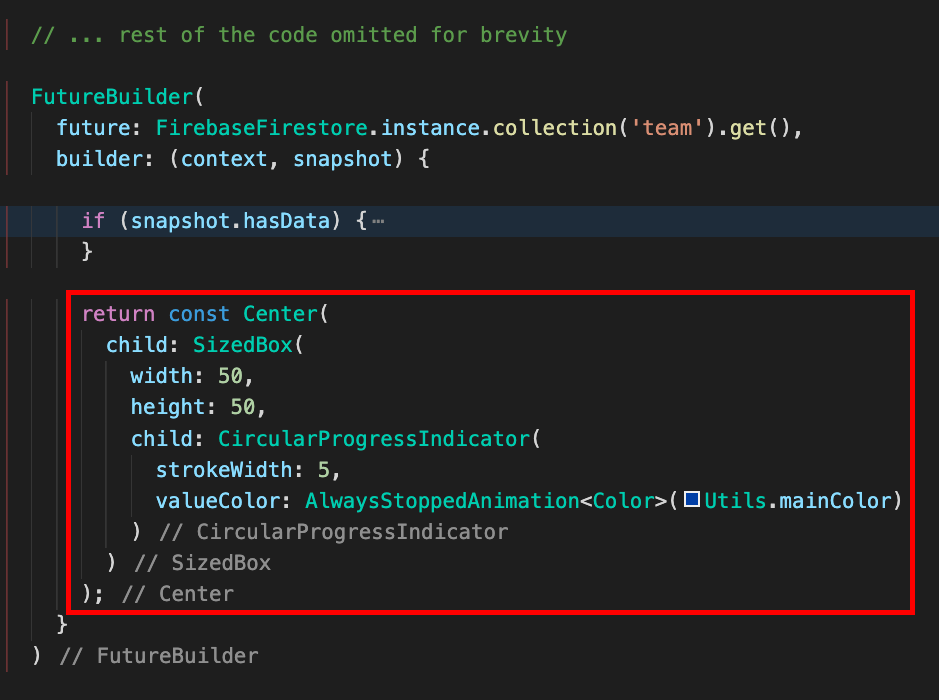 // ... rest of the code omitted for brevity
FutureBuilder(
future: FirebaseFirestore.instance.collection('team').get(),
builder: (context, snapshot) {
if (snapshot.hasData) {⋯
}
return const Center(
child: SizedBox(
width: 50,
height: 50,
child: CircularProgressIndicator(
strokeWidth: 5,
valueColor: AlwaysStoppedAnimation<Color>(Utils.mainColor)
) // CircularProgressIndicator
) // SizedBox
); // Center
}
) // FutureBuilder